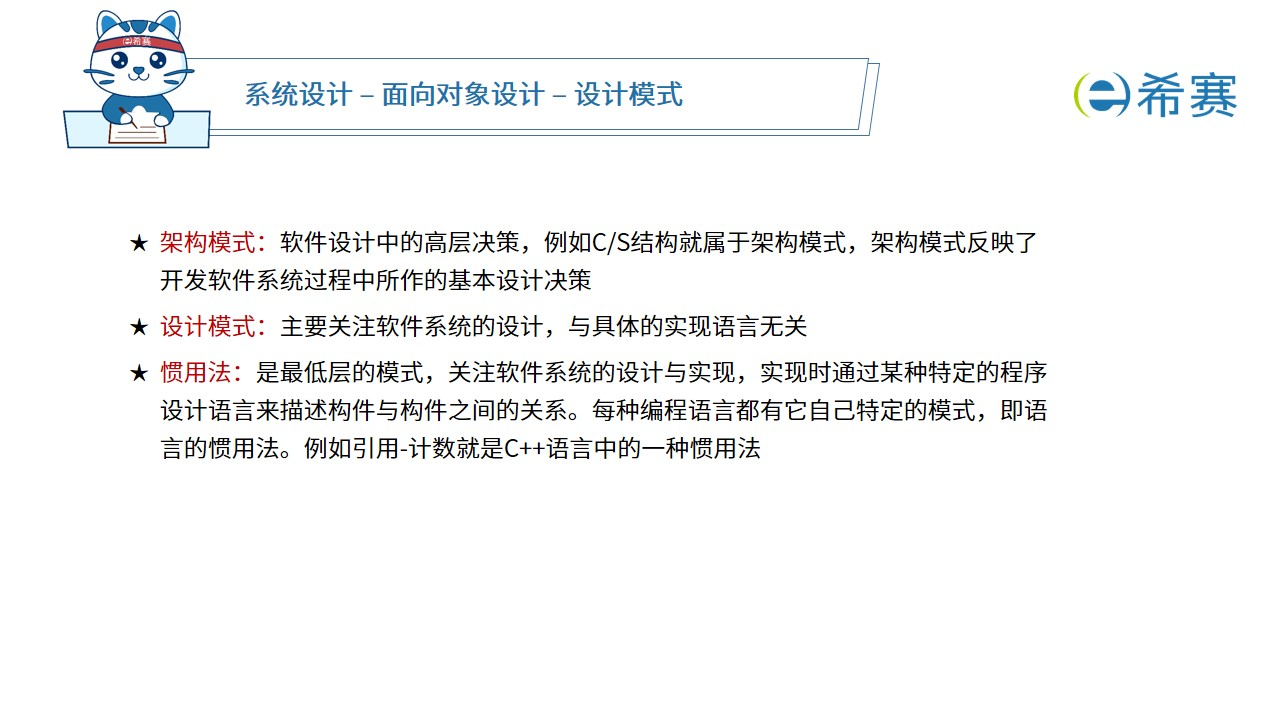 希赛
系统设计 – 面向对象设计 – 设计模式
希赛
★ 架构模式：软件设计中的高层决策，例如C/S结构就属于架构模式，架构模式反映了
开发软件系统过程中所作的基本设计决策
★ 设计模式：主要关注软件系统的设计，与具体的实现语言无关
★ 惯用法：是最低层的模式，关注软件系统的设计与实现，实现时通过某种特定的程序
设计语言来描述构件与构件之间的关系。每种编程语言都有它自己特定的模式，即语
言的惯用法。例如引用-计数就是C++语言中的一种惯用法